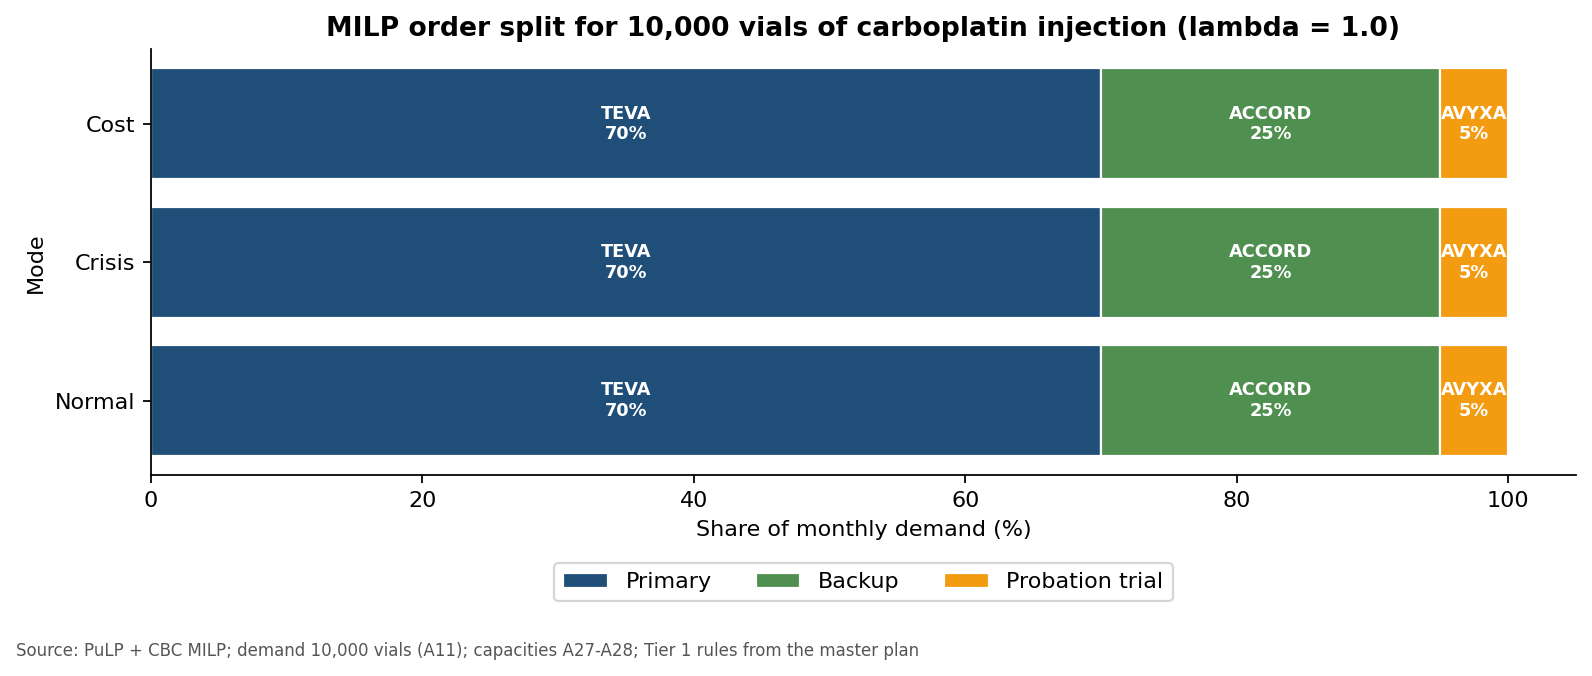 MILP order split for 10,000 vials of carboplatin injection (lambda = 1.0)
Mode
Cost
TEVA
70%
ACCORD
25%
AVYXA
5%
Crisis
TEVA
70%
ACCORD
25%
AVYXA
5%
Normal
TEVA
70%
ACCORD
25%
AVYXA
5%
0 20 40 60 80 100
Share of monthly demand (%)
Primary Backup Probation trial
Source: PuLP + CBC MILP; demand 10,000 vials (A11); capacities A27-A28; Tier 1 rules from the master plan